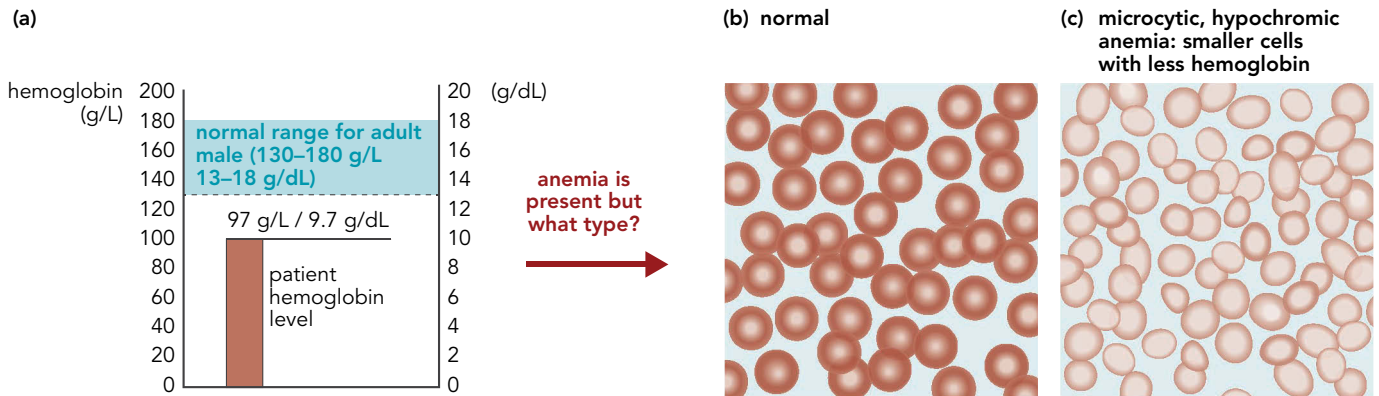 (a)
hemoglobin
(g/L)
200
180
160
140
120
100
80
60
40
20
0
normal range for adult
male (130–180 g/L
13–18 g/dL)
97 g/L / 9.7 g/dL
patient
hemoglobin
level
20
18
16
14
12
10
8
6
4
2
0
(g/dL)
anemia is
present but
what type?
(b) normal
(c) microcytic, hypochromic
anemia: smaller cells
with less hemoglobin